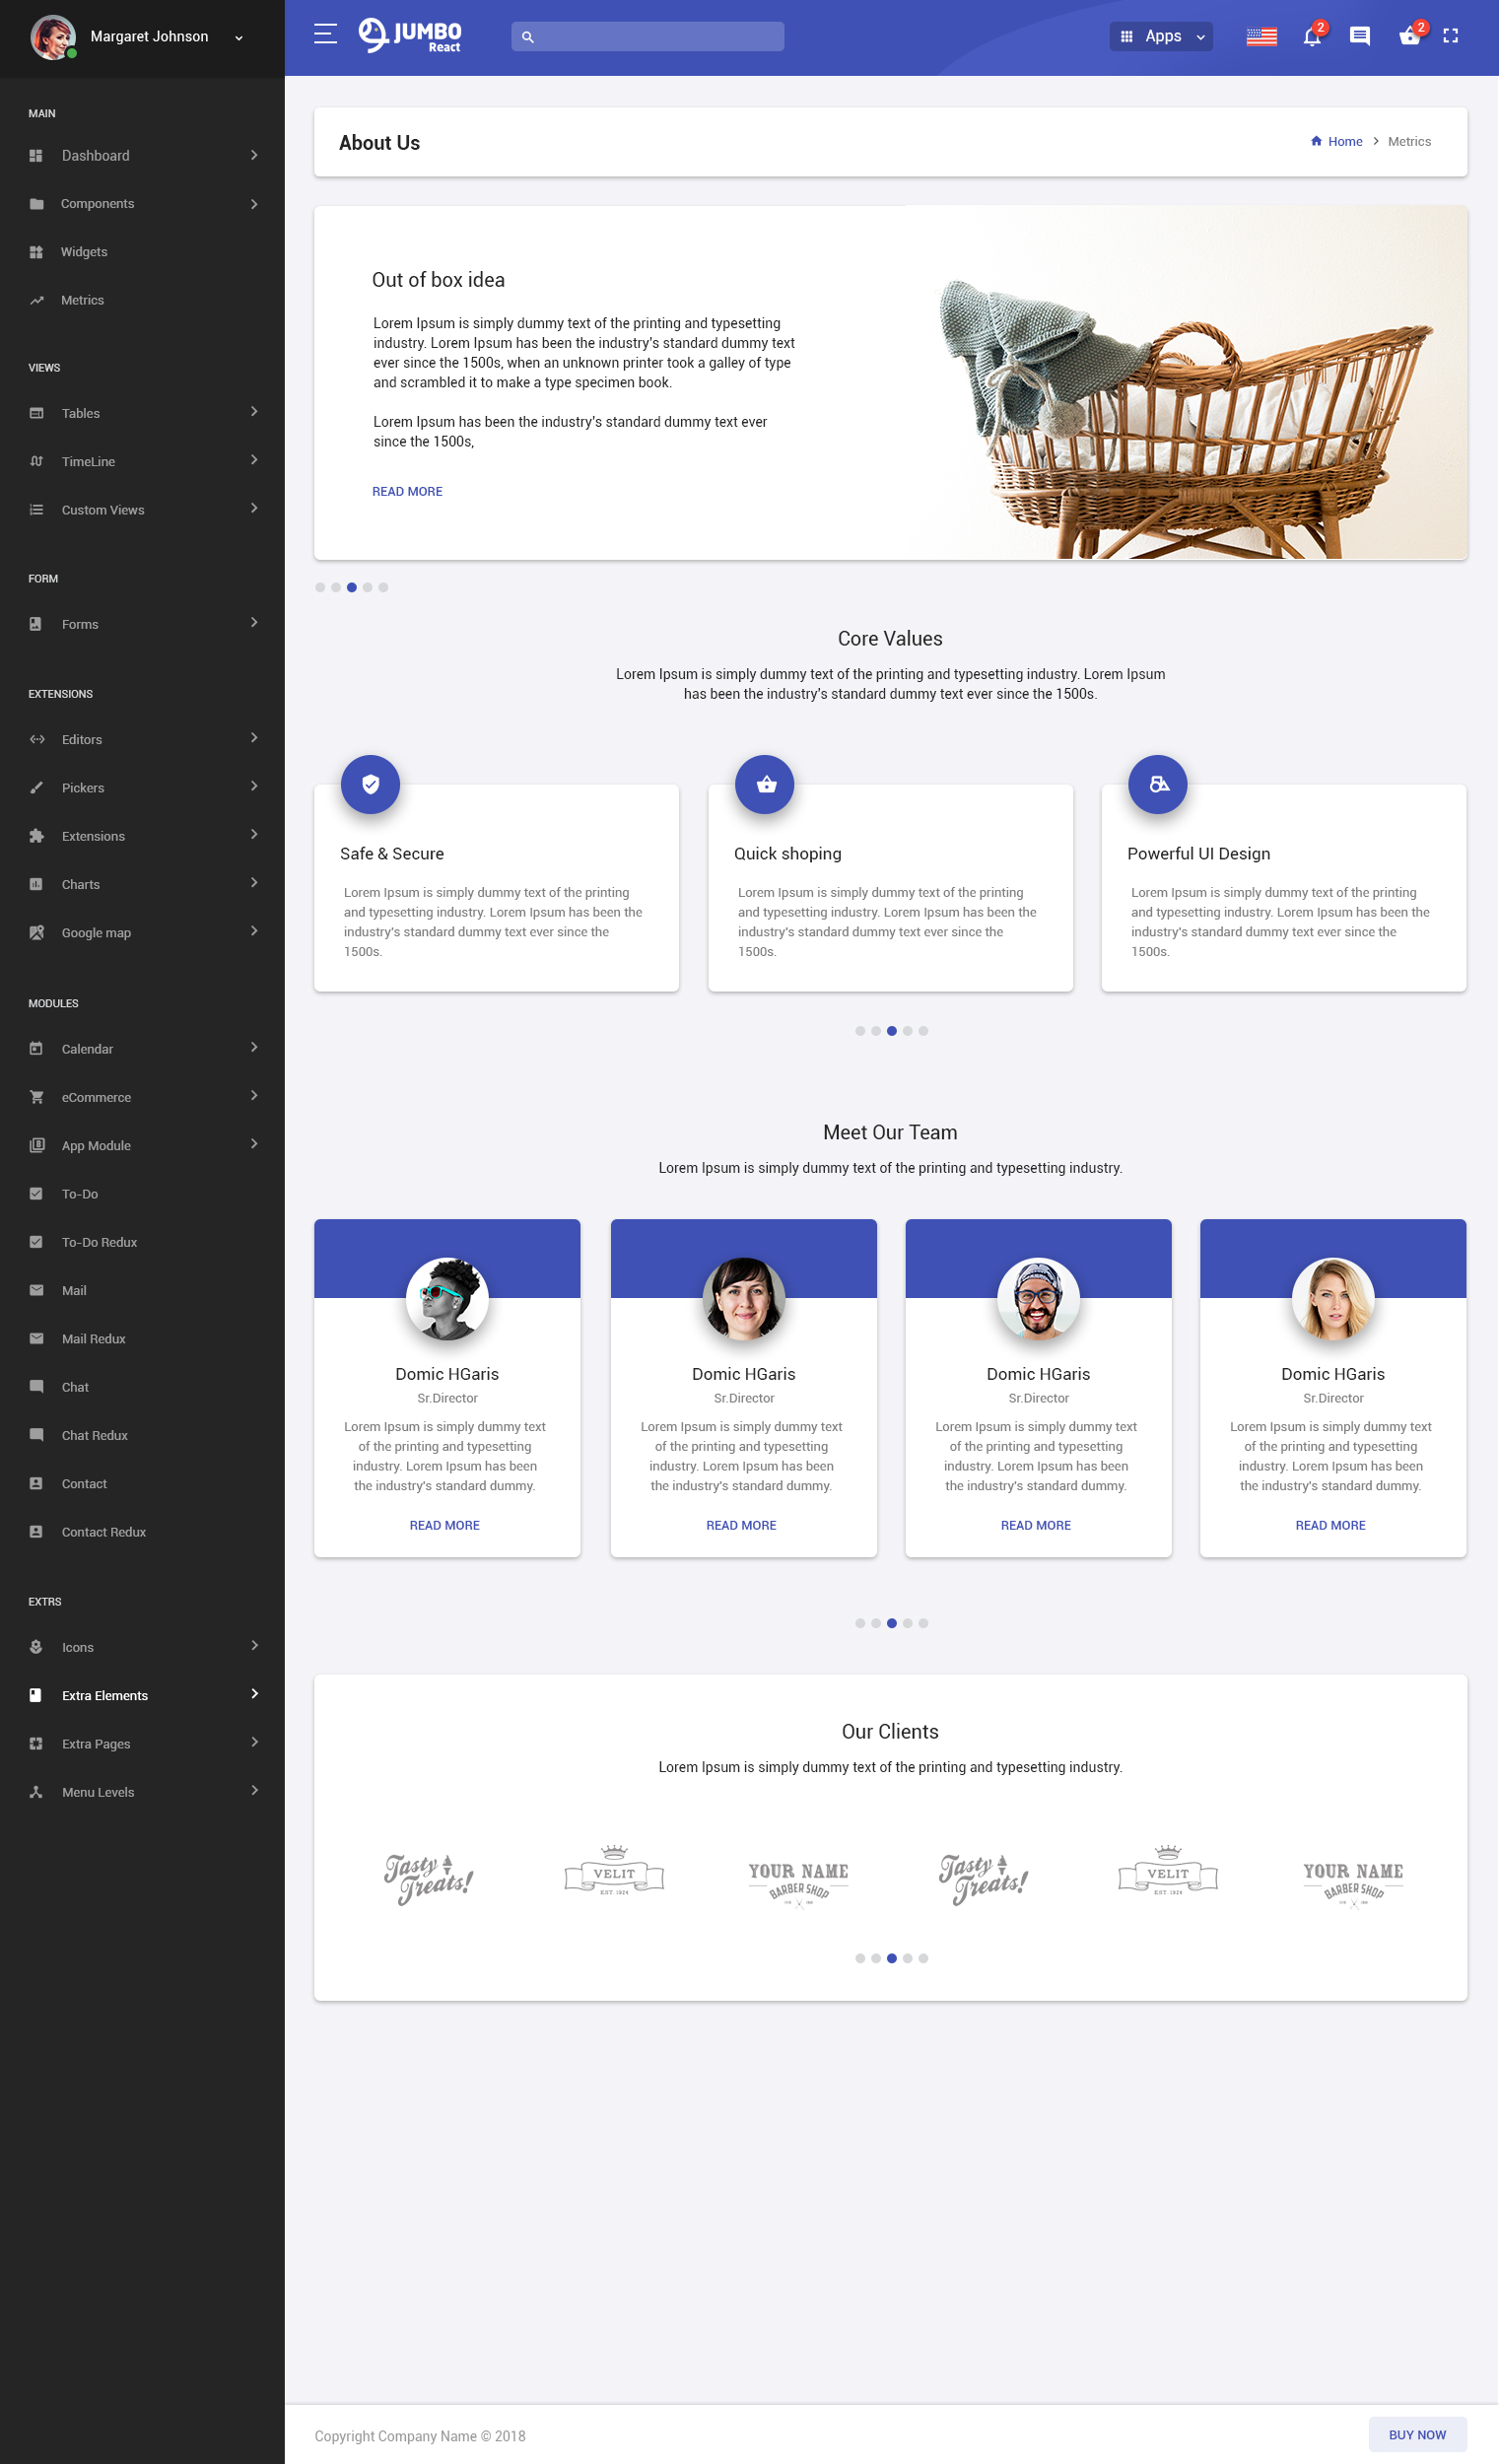 Margaret Johnson
JUMBO
React
Apps
2
2
MAIN
Dashboard
Components
Widgets
Metrics
VIEWS
Tables
TimeLine
Custom Views
FORM
Forms
EXTENSIONS
Editors
Pickers
Extensions
Charts
Google map
MODULES
Calendar
eCommerce
App Module
To-Do
To-Do Redux
Mail
Mail Redux
Chat
Chat Redux
Contact
Contact Redux
EXTRS
Icons
Extra Elements
Extra Pages
Menu Levels
About Us
Home
Metrics
Out of box idea
Lorem Ipsum is simply dummy text of the printing and typesetting
industry. Lorem Ipsum has been the industry's standard dummy text
ever since the 1500s, when an unknown printer took a galley of type
and scrambled it to make a type specimen book.
Lorem Ipsum has been the industry's standard dummy text ever
since the 1500s,
READ MORE
Core Values
Lorem Ipsum is simply dummy text of the printing and typesetting industry. Lorem Ipsum
has been the industry's standard dummy text ever since the 1500s.
Safe & Secure
Lorem Ipsum is simply dummy text of the printing
and typesetting industry. Lorem Ipsum has been the
industry's standard dummy text ever since the
1500s.
Quick shoping
Lorem Ipsum is simply dummy text of the printing
and typesetting industry. Lorem Ipsum has been the
industry's standard dummy text ever since the
1500s.
Powerful UI Design
Lorem Ipsum is simply dummy text of the printing
and typesetting industry. Lorem Ipsum has been the
industry's standard dummy text ever since the
1500s.
Meet Our Team
Lorem Ipsum is simply dummy text of the printing and typesetting industry.
Domic HGaris
Sr.Director
Lorem Ipsum is simply dummy text
of the printing and typesetting
industry. Lorem Ipsum has been
the industry's standard dummy.
READ MORE
Domic HGaris
Sr.Director
Lorem Ipsum is simply dummy text
of the printing and typesetting
industry. Lorem Ipsum has been
the industry's standard dummy.
READ MORE
Domic HGaris
Sr.Director
Lorem Ipsum is simply dummy text
of the printing and typesetting
industry. Lorem Ipsum has been
the industry's standard dummy.
READ MORE
Domic HGaris
Sr.Director
Lorem Ipsum is simply dummy text
of the printing and typesetting
industry. Lorem Ipsum has been
the industry's standard dummy.
READ MORE
Our Clients
Lorem Ipsum is simply dummy text of the printing and typesetting industry.
Tasty
Treats!
VELIT
EST. 1924
YOUR NAME
BARBER SHOP
Tasty
Treats!
VELIT
EST. 1924
YOUR NAME
BARBER SHOP
Copyright Company Name © 2018
BUY NOW